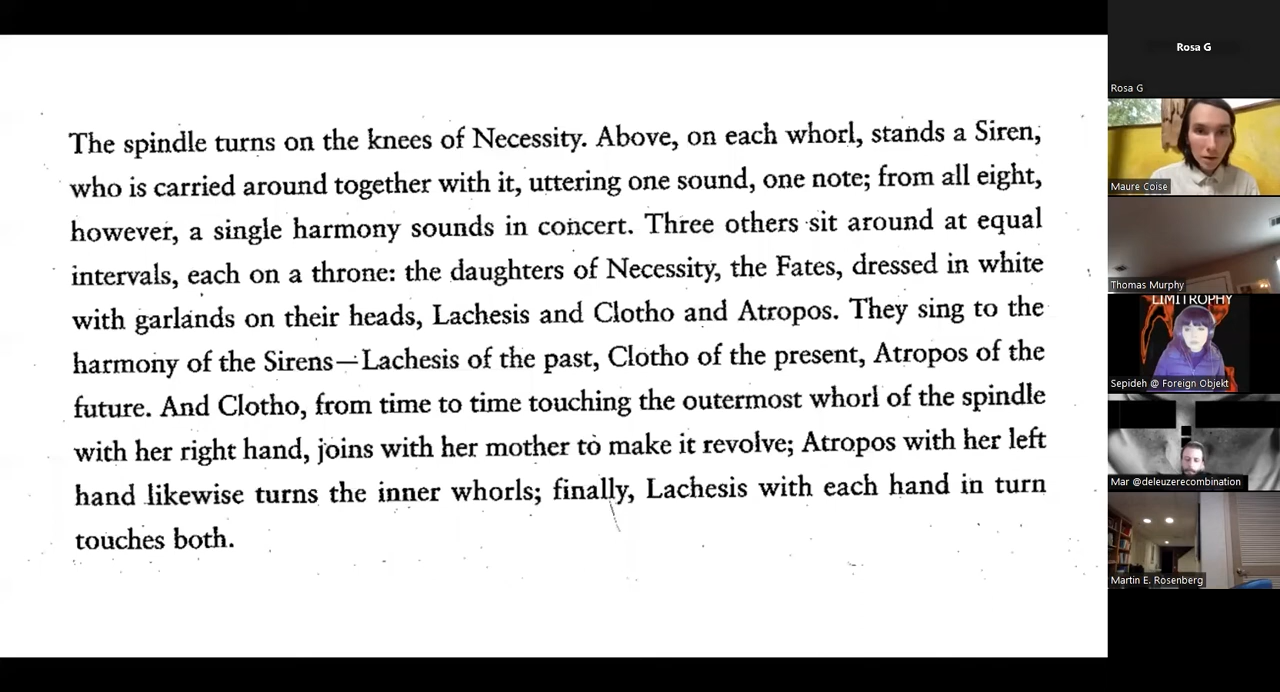 The spindle turns on the knees of Necessity. Above, on each whorl, stands a Siren,
who is carried around together with it, uttering one sound, one note; from all eight,
however, a single harmony sounds in concert. Three others sit around at equal
intervals, each on a throne: the daughters of Necessity, the Fates, dressed in white
with garlands on their heads, Lachesis and Clotho and Atropos. They sing to the
harmony of the Sirens—Lachesis of the past, Clotho of the present, Atropos of the
future. And Clotho, from time to time touching the outermost whorl of the spindle
with her right hand, joins with her mother to make it revolve; Atropos with her left
hand likewise turns the inner whorls; finally, Lachesis with each hand in turn
touches both.
Rosa G
Rosa G
Maure Coise
Thomas Murphy
LIMITROPHY
Sepideh @ Foreign Objekt
Mar @deleuzerecombination
Martin E. Rosenberg